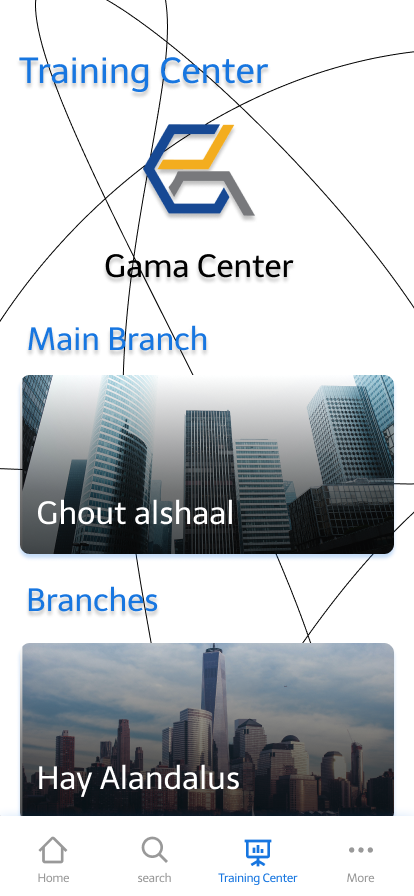 Training Center
Gama Center
Main Branch
Ghout alshaal
Branches
Hay Alandalus
Home
search
Training Center
More